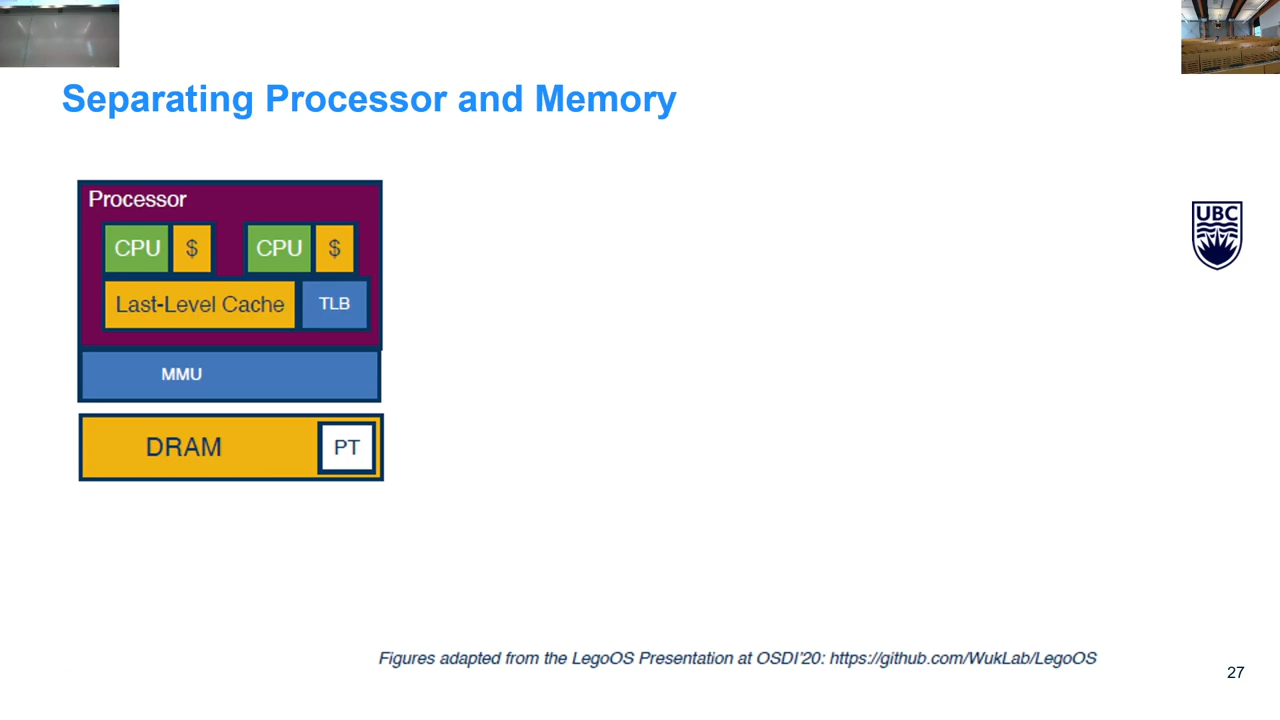 Separating Processor and Memory
Processor
CPU $ CPU $
Last-Level Cache TLB
MMU
DRAM PT
UBC
Figures adapted from the LegoOS Presentation at OSDI'20: https://github.com/WukLab/LegoOS
27